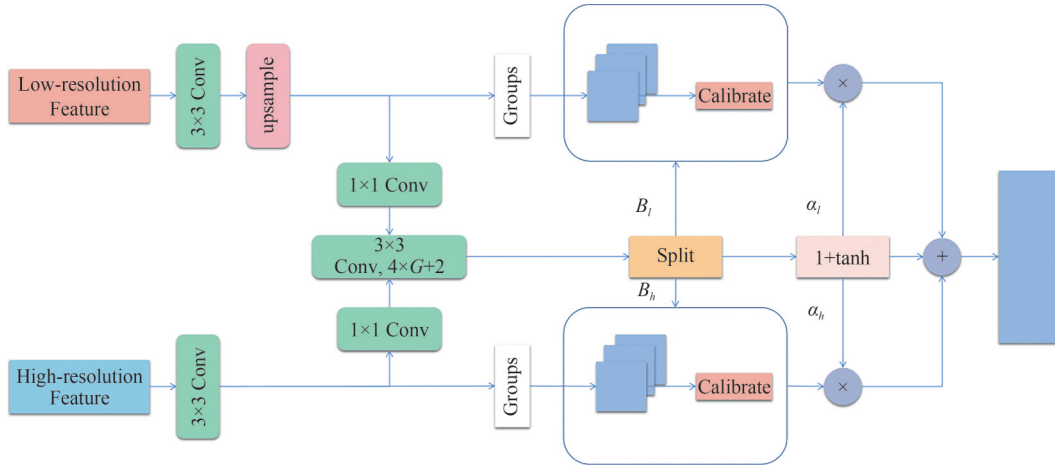 Low-resolution
Feature
3×3 Conv
upsample
Groups
Calibrate
×
1×1 Conv
B_l
α_l
3×3
Conv, 4×G+2
Split
1+tanh
+
B_h
α_h
1×1 Conv
High-resolution
Feature
3×3 Conv
Groups
Calibrate
×